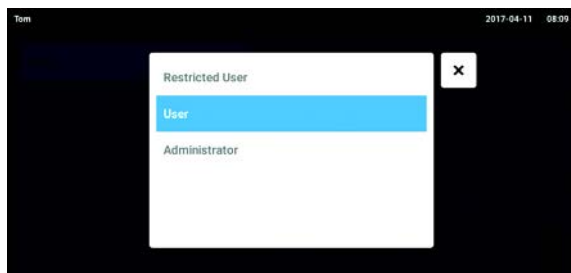 Tom 2017-04-11 08:09
Restricted User
User
Administrator